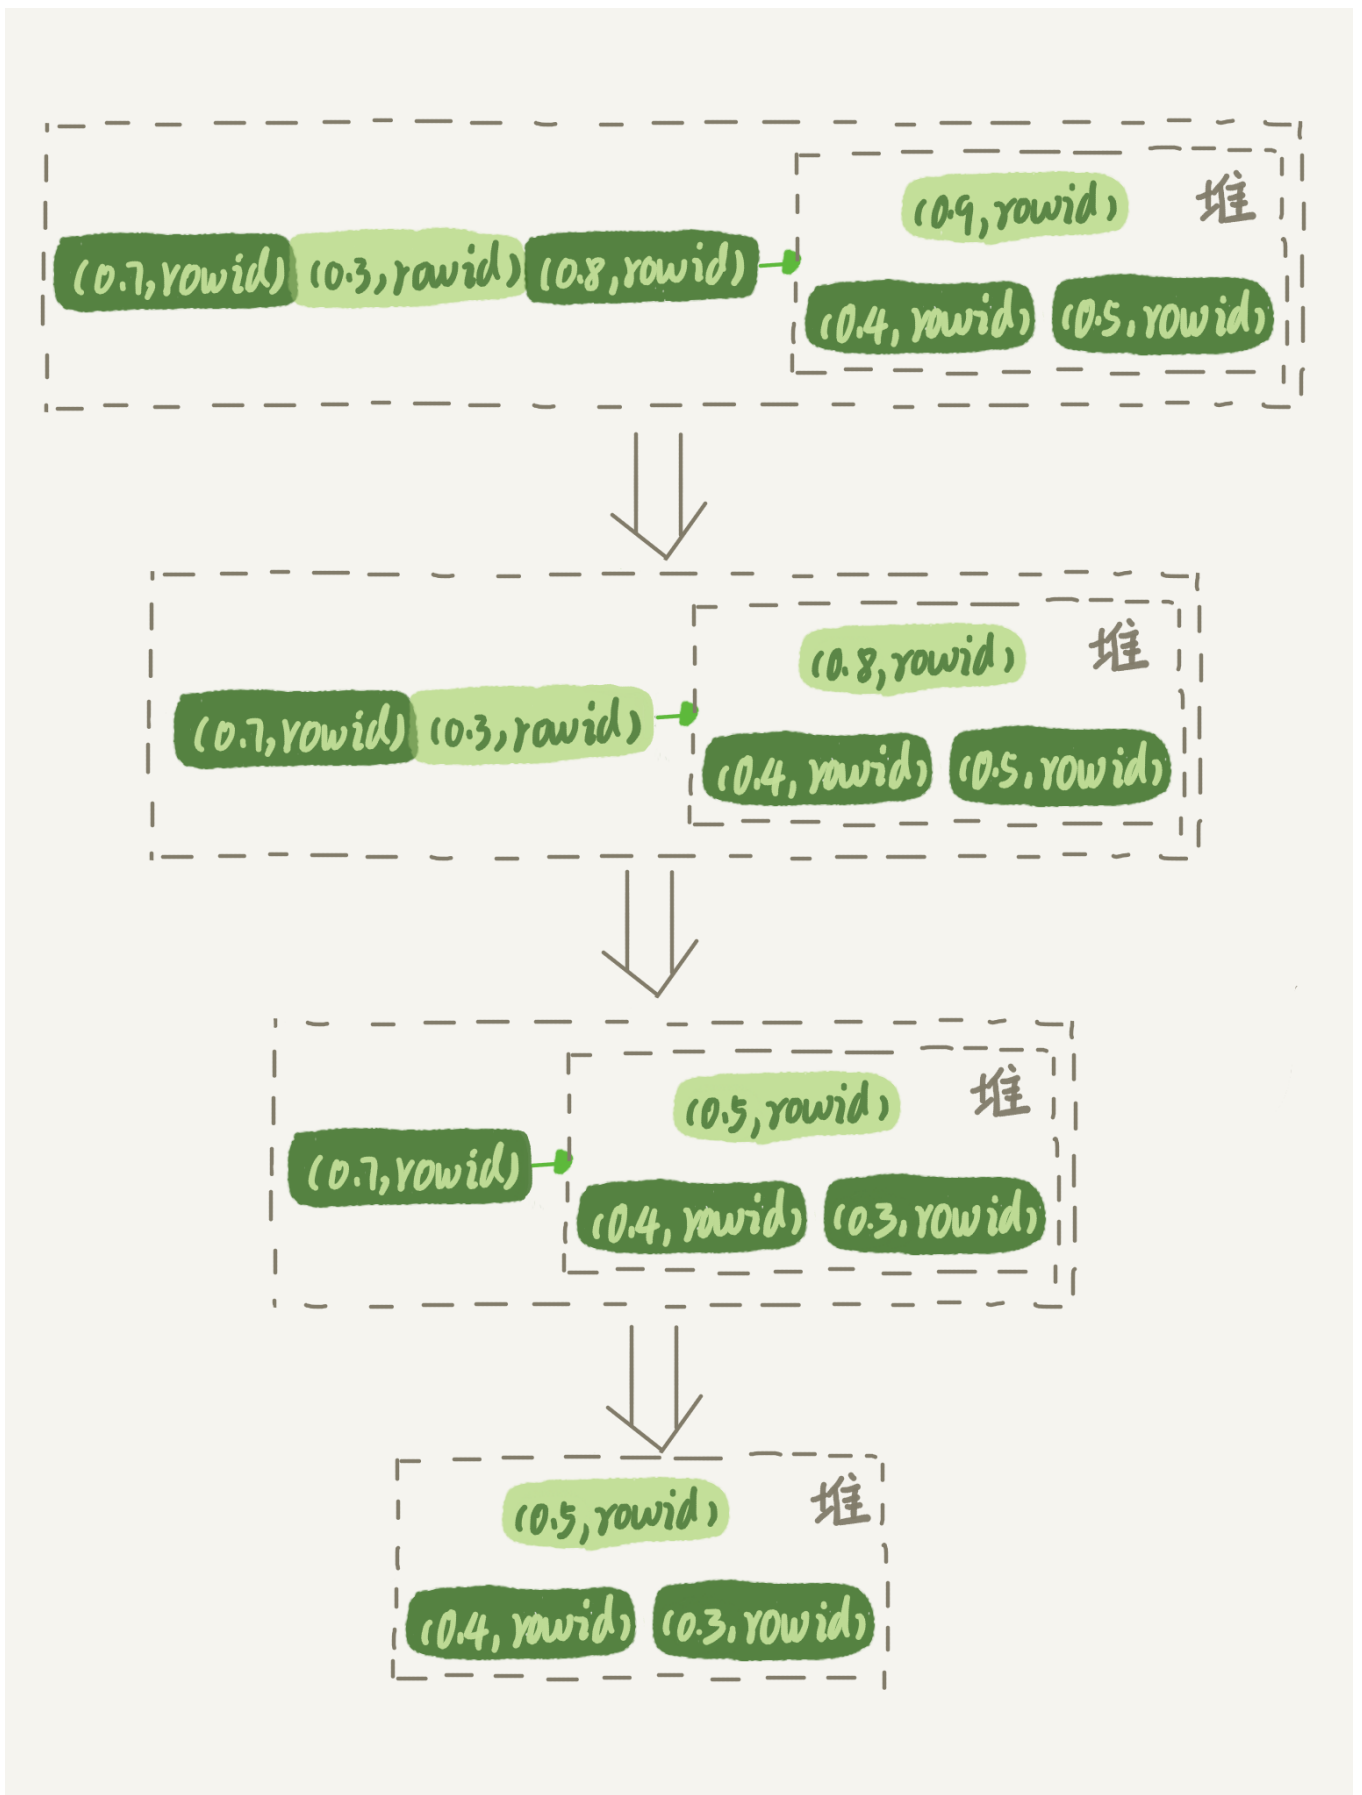 (0.9,rowid) 堆
(0.7,rowid) (0.3,rowid) (0.8,rowid)
(0.4,rowid) (0.5,rowid)
(0.8,rowid) 堆
(0.7,rowid) (0.3,rowid)
(0.4,rowid) (0.5,rowid)
(0.5,rowid) 堆
(0.7,rowid)
(0.4,rowid) (0.3,rowid)
(0.5,rowid) 堆
(0.4,rowid) (0.3,rowid)